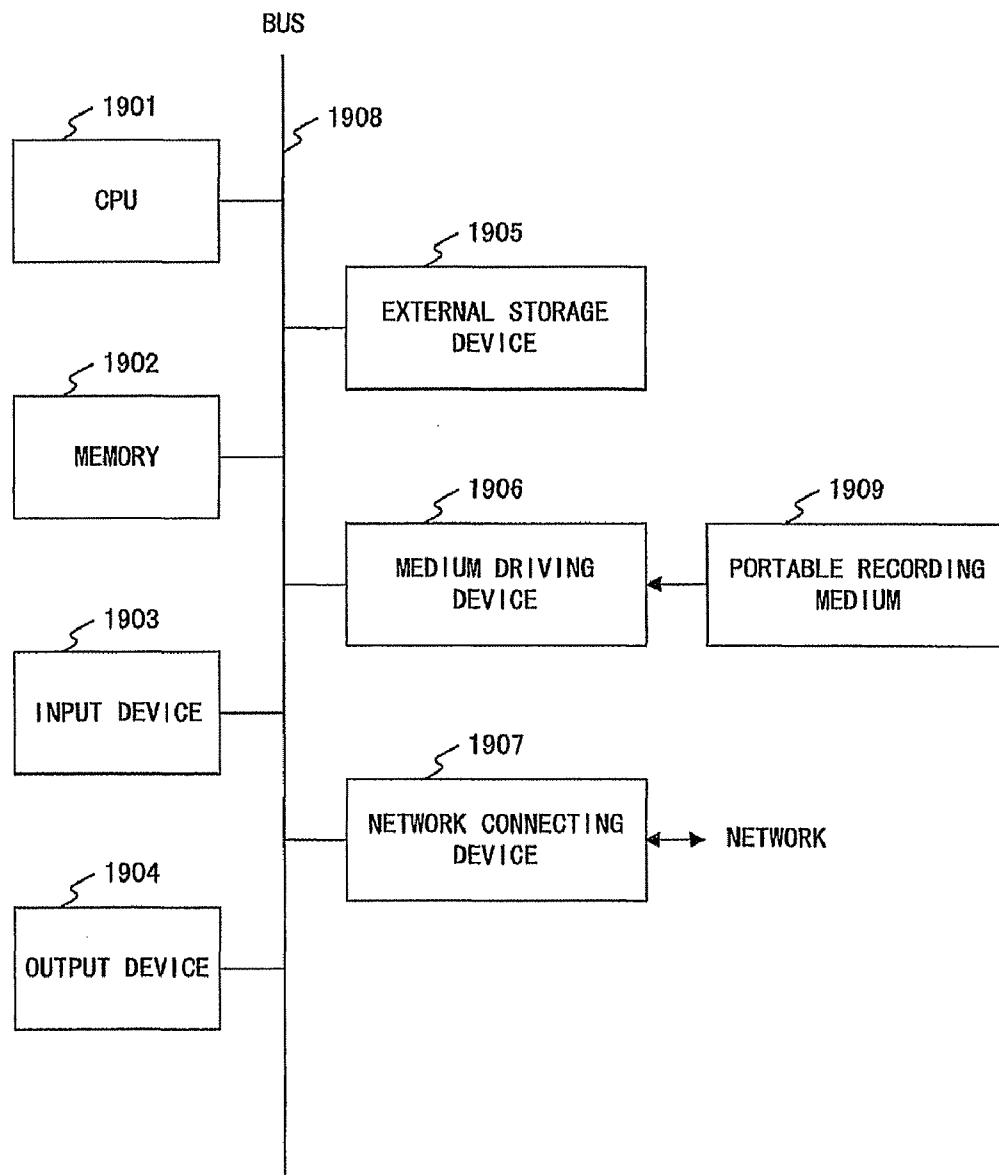 BUS
1908
1901
CPU
1905
EXTERNAL STORAGE
DEVICE
1902
MEMORY
1906
MEDIUM DRIVING
DEVICE
1909
PORTABLE RECORDING
MEDIUM
1903
INPUT DEVICE
1907
NETWORK CONNECTING
DEVICE
NETWORK
1904
OUTPUT DEVICE